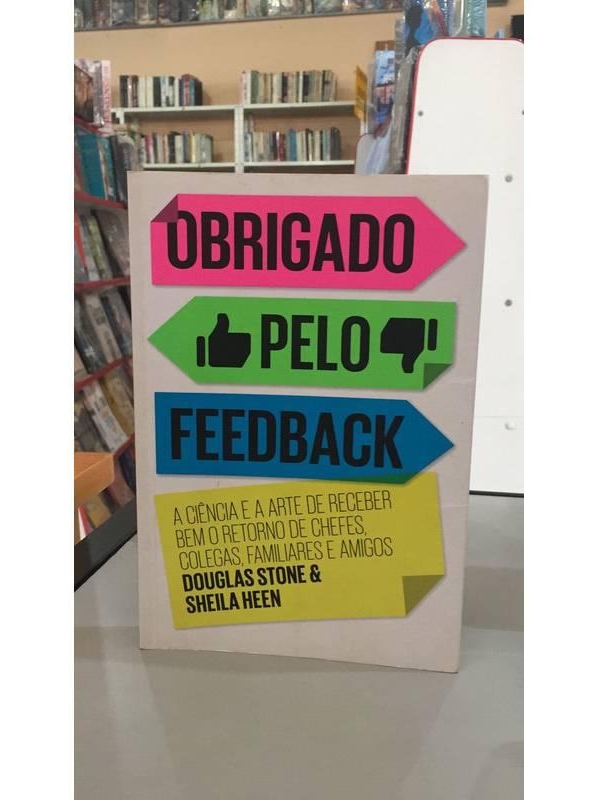 OBRIGADO
PELO
FEEDBACK
A CIÊNCIA E A ARTE DE RECEBER
BEM O RETORNO DE CHEFES,
COLEGAS, FAMILIARES E AMIGOS
DOUGLAS STONE &
SHEILA HEEN